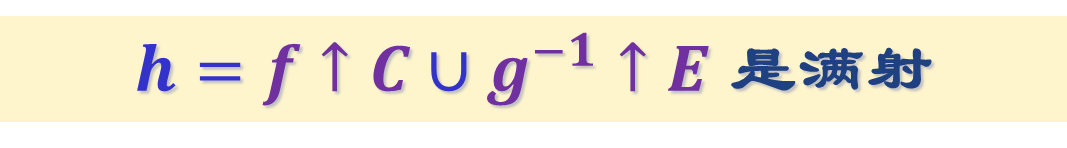 h = f ↑ C ∪ g⁻¹ ↑ E 是满射